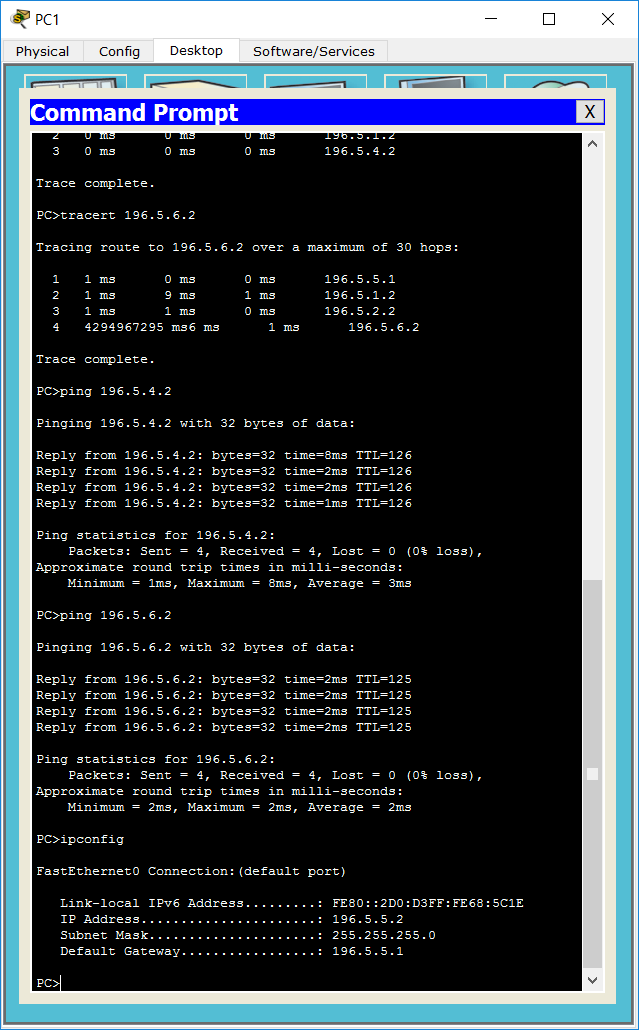 PC1
Physical Config Desktop Software/Services
Command Prompt X
2 0 ms 0 ms 0 ms 196.5.1.2
3 0 ms 0 ms 0 ms 196.5.4.2
Trace complete.
PC>tracert 196.5.6.2
Tracing route to 196.5.6.2 over a maximum of 30 hops:
1 1 ms 0 ms 0 ms 196.5.5.1
2 1 ms 9 ms 1 ms 196.5.1.2
3 1 ms 1 ms 0 ms 196.5.2.2
4 4294967295 ms6 ms 1 ms 196.5.6.2
Trace complete.
PC>ping 196.5.4.2
Pinging 196.5.4.2 with 32 bytes of data:
Reply from 196.5.4.2: bytes=32 time=8ms TTL=126
Reply from 196.5.4.2: bytes=32 time=2ms TTL=126
Reply from 196.5.4.2: bytes=32 time=2ms TTL=126
Reply from 196.5.4.2: bytes=32 time=1ms TTL=126
Ping statistics for 196.5.4.2:
Packets: Sent = 4, Received = 4, Lost = 0 (0% loss),
Approximate round trip times in milli-seconds:
Minimum = 1ms, Maximum = 8ms, Average = 3ms
PC>ping 196.5.6.2
Pinging 196.5.6.2 with 32 bytes of data:
Reply from 196.5.6.2: bytes=32 time=2ms TTL=125
Reply from 196.5.6.2: bytes=32 time=2ms TTL=125
Reply from 196.5.6.2: bytes=32 time=2ms TTL=125
Reply from 196.5.6.2: bytes=32 time=2ms TTL=125
Ping statistics for 196.5.6.2:
Packets: Sent = 4, Received = 4, Lost = 0 (0% loss),
Approximate round trip times in milli-seconds:
Minimum = 2ms, Maximum = 2ms, Average = 2ms
PC>ipconfig
FastEthernet0 Connection:(default port)
Link-local IPv6 Address.........: FE80::2D0:D3FF:FE68:5C1E
IP Address......................: 196.5.5.2
Subnet Mask.....................: 255.255.255.0
Default Gateway.................: 196.5.5.1
PC>